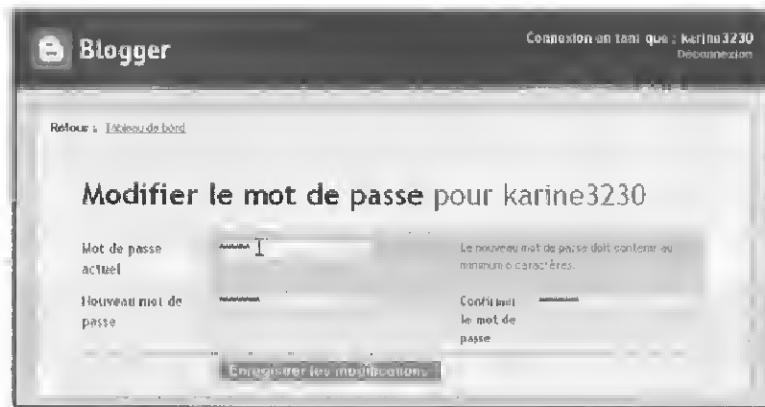 Blogger
Connexion en tant que : karine3230
Déconnexion
Retour : Tableau de bord
Modifier le mot de passe pour karine3230
Mot de passe actuel
Le nouveau mot de passe doit contenir au
minimum 6 caractères.
Nouveau mot de passe
Confirmer le mot de passe
Enregistrer les modifications